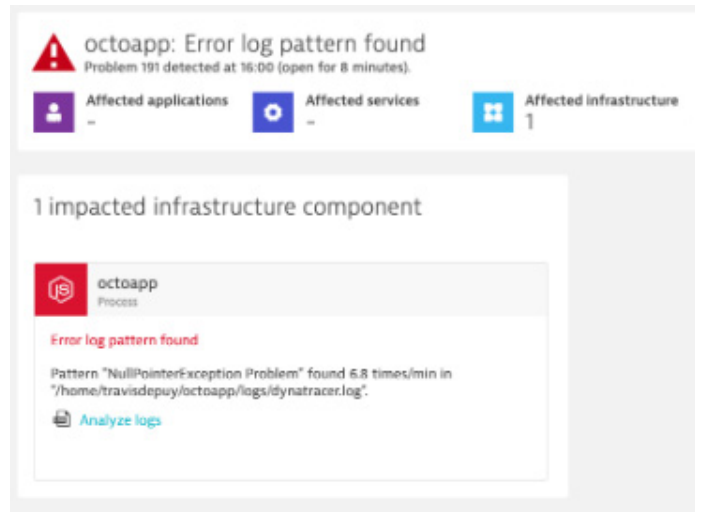 octoapp: Error log pattern found
Problem 191 detected at 16:00 (open for 8 minutes).
Affected applications
–
Affected services
–
Affected infrastructure
1
1 impacted infrastructure component
JS
octoapp
Process
Error log pattern found
Pattern "NullPointerException Problem" found 6.8 times/min in
"/home/travisdepuy/octoapp/logs/dynatracer.log".
Analyze logs